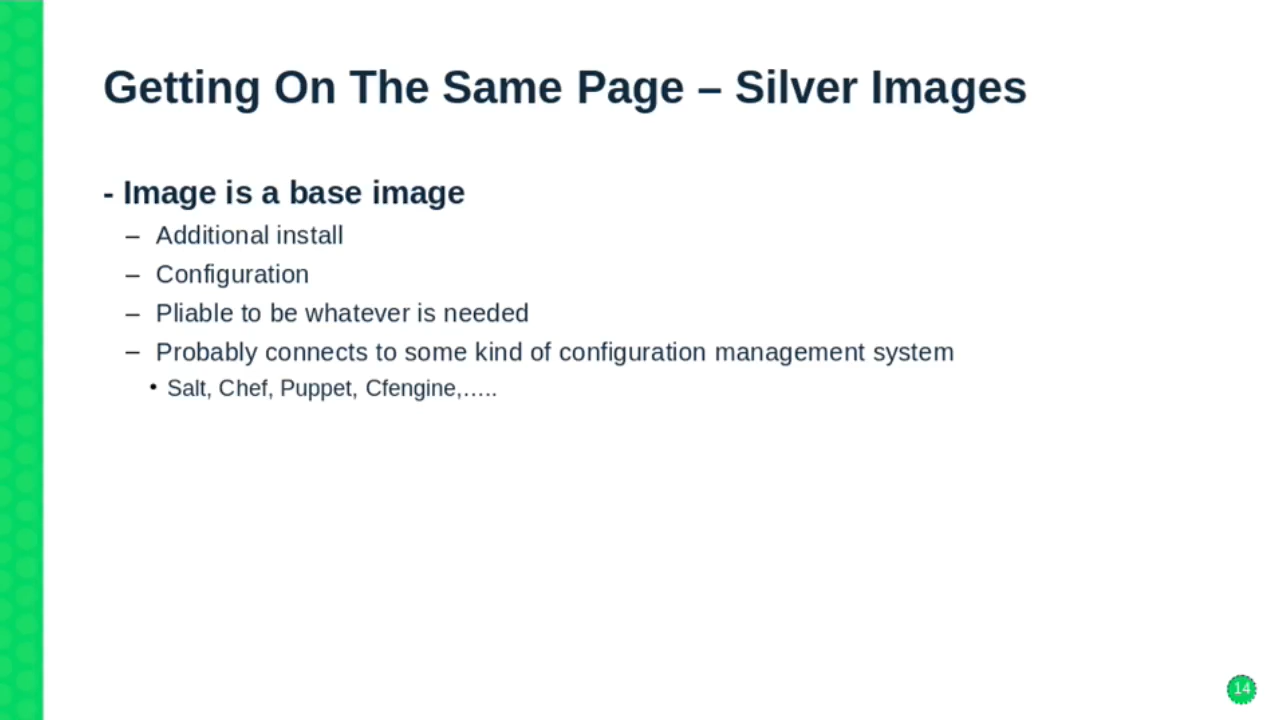 Getting On The Same Page – Silver Images
- Image is a base image
– Additional install
– Configuration
– Pliable to be whatever is needed
– Probably connects to some kind of configuration management system
• Salt, Chef, Puppet, Cfengine,…..
14